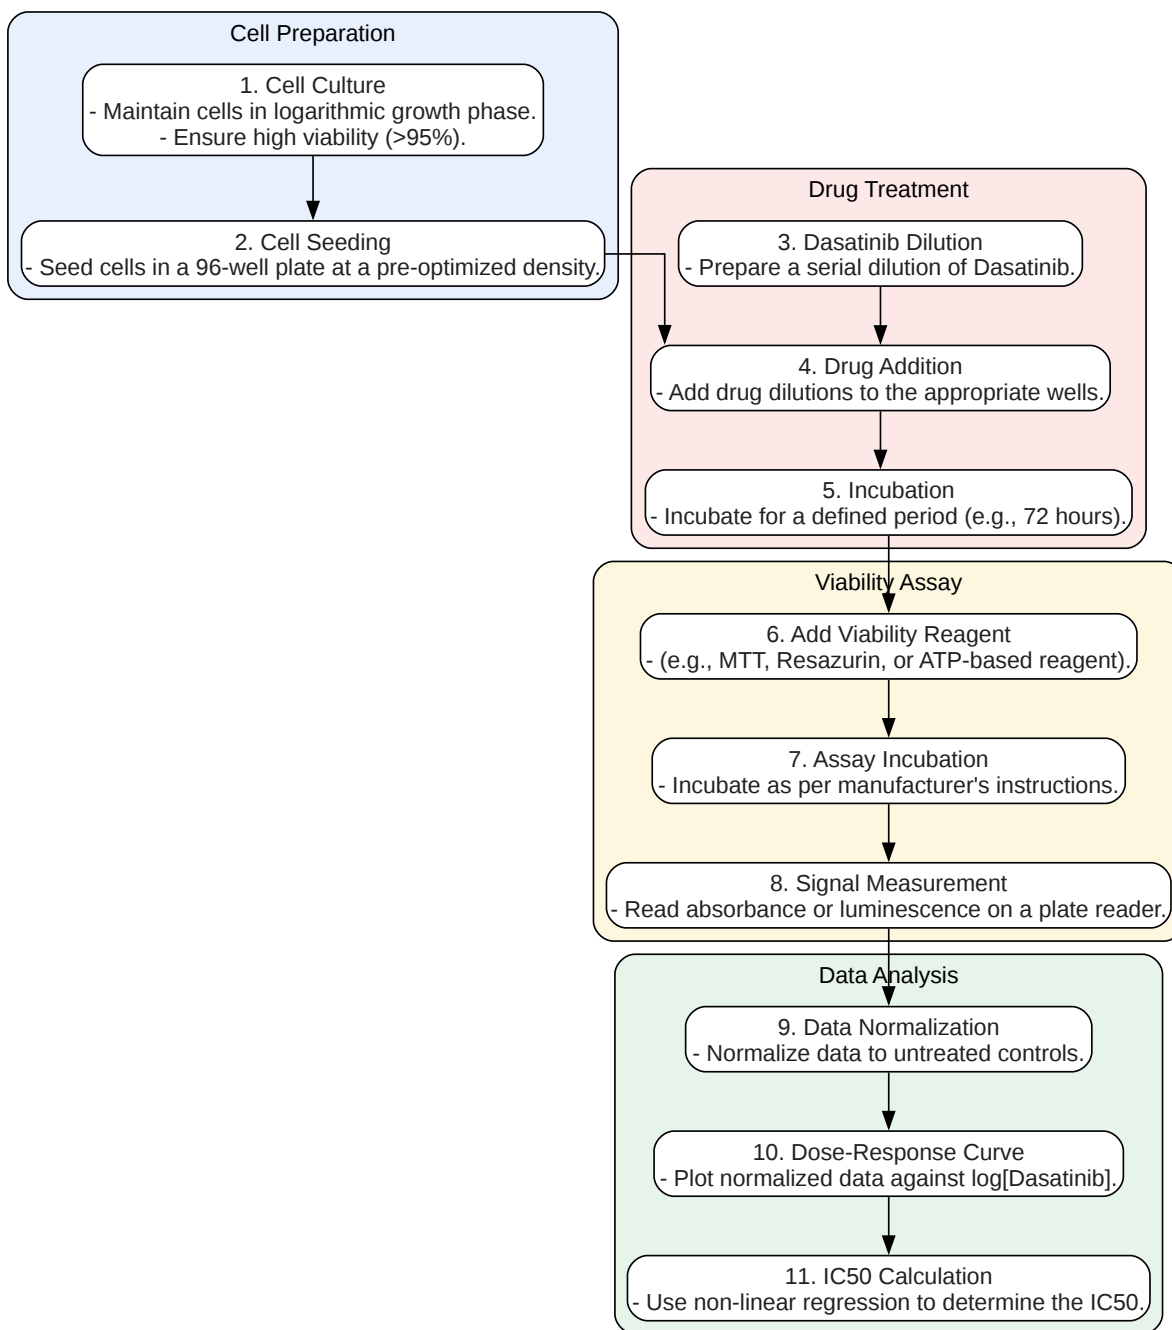 Cell Preparation
1. Cell Culture
- Maintain cells in logarithmic growth phase.
- Ensure high viability (>95%).
2. Cell Seeding
- Seed cells in a 96-well plate at a pre-optimized density.
Drug Treatment
3. Dasatinib Dilution
- Prepare a serial dilution of Dasatinib.
4. Drug Addition
- Add drug dilutions to the appropriate wells.
5. Incubation
- Incubate for a defined period (e.g., 72 hours).
Viability Assay
6. Add Viability Reagent
- (e.g., MTT, Resazurin, or ATP-based reagent).
7. Assay Incubation
- Incubate as per manufacturer's instructions.
8. Signal Measurement
- Read absorbance or luminescence on a plate reader.
Data Analysis
9. Data Normalization
- Normalize data to untreated controls.
10. Dose-Response Curve
- Plot normalized data against log[Dasatinib].
11. IC50 Calculation
- Use non-linear regression to determine the IC50.